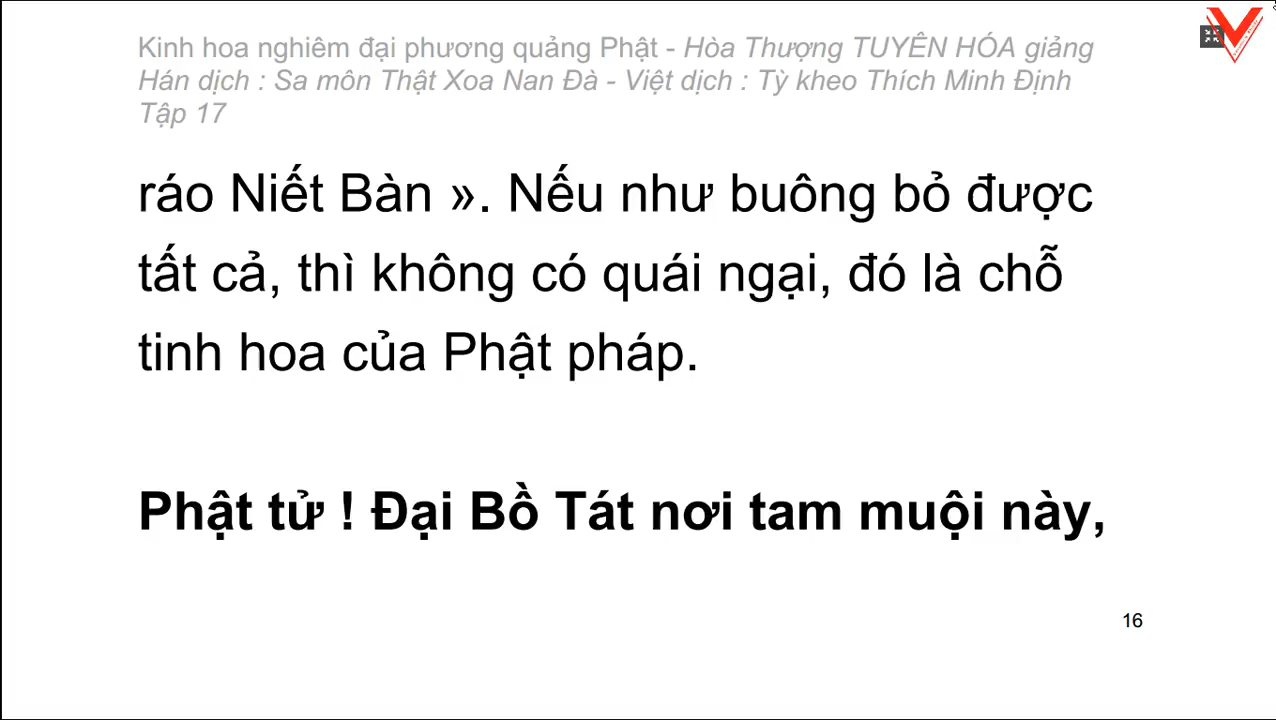 Kinh hoa nghiêm đại phương quảng Phật - Hòa Thượng TUYÊN HÓA giảng
Hán dịch : Sa môn Thật Xoa Nan Đà - Việt dịch : Tỳ kheo Thích Minh Định
Tập 17
ráo Niết Bàn ». Nếu như buông bỏ được
tất cả, thì không có quái ngại, đó là chỗ
tinh hoa của Phật pháp.
Phật tử ! Đại Bồ Tát nơi tam muội này,
16